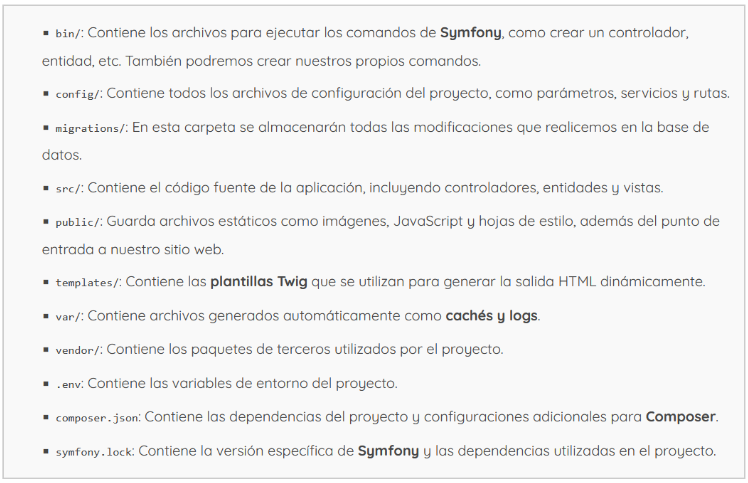 ▪ bin/: Contiene los archivos para ejecutar los comandos de Symfony, como crear un controlador,
entidad, etc. También podremos crear nuestros propios comandos.
▪ config/: Contiene todos los archivos de configuración del proyecto, como parámetros, servicios y rutas.
▪ migrations/: En esta carpeta se almacenarán todas las modificaciones que realicemos en la base de
datos.
▪ src/: Contiene el código fuente de la aplicación, incluyendo controladores, entidades y vistas.
▪ public/: Guarda archivos estáticos como imágenes, JavaScript y hojas de estilo, además del punto de
entrada a nuestro sitio web.
▪ templates/: Contiene las plantillas Twig que se utilizan para generar la salida HTML dinámicamente.
▪ var/: Contiene archivos generados automáticamente como cachés y logs.
▪ vendor/: Contiene los paquetes de terceros utilizados por el proyecto.
▪ .env: Contiene las variables de entorno del proyecto.
▪ composer.json: Contiene las dependencias del proyecto y configuraciones adicionales para Composer.
▪ symfony.lock: Contiene la versión específica de Symfony y las dependencias utilizadas en el proyecto.